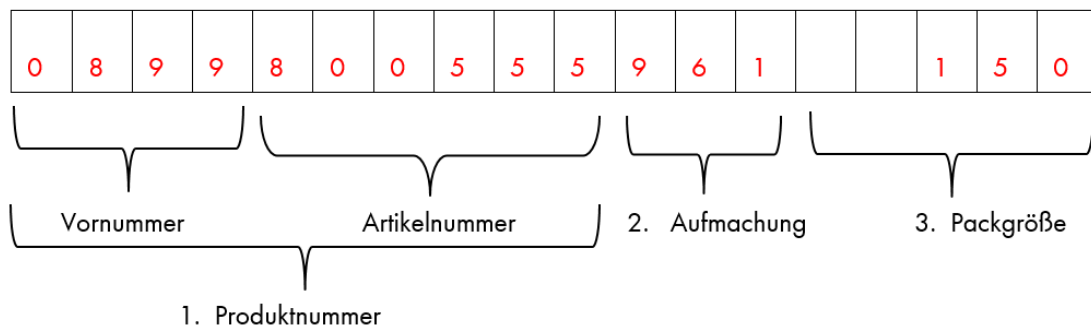 0 8 9 9 8 0 0 5 5 5 9 6 1 1 5 0
Vornummer Artikelnummer 2. Aufmachung 3. Packgröße
1. Produktnummer